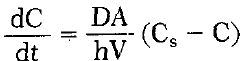 dC/dt = DA/hV (Cs − C)